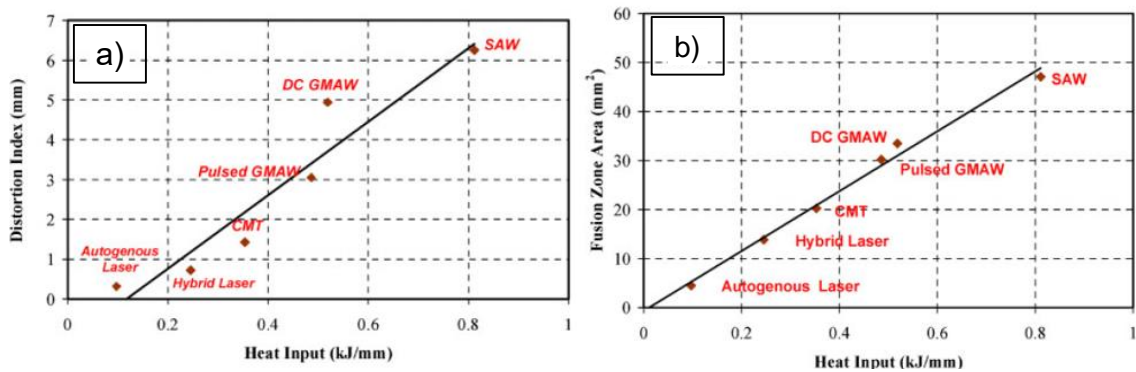 a)
7
6
5
4
3
2
1
0
Distortion Index (mm)
SAW
DC GMAW
Pulsed GMAW
CMT
Autogenous
Laser
Hybrid Laser
0 0.2 0.4 0.6 0.8 1
Heat Input (kJ/mm)
b)
60
50
40
30
20
10
0
Fusion Zone Area (mm²)
SAW
DC GMAW
Pulsed GMAW
CMT
Hybrid Laser
Autogenous Laser
0 0.2 0.4 0.6 0.8 1
Heat Input (kJ/mm)